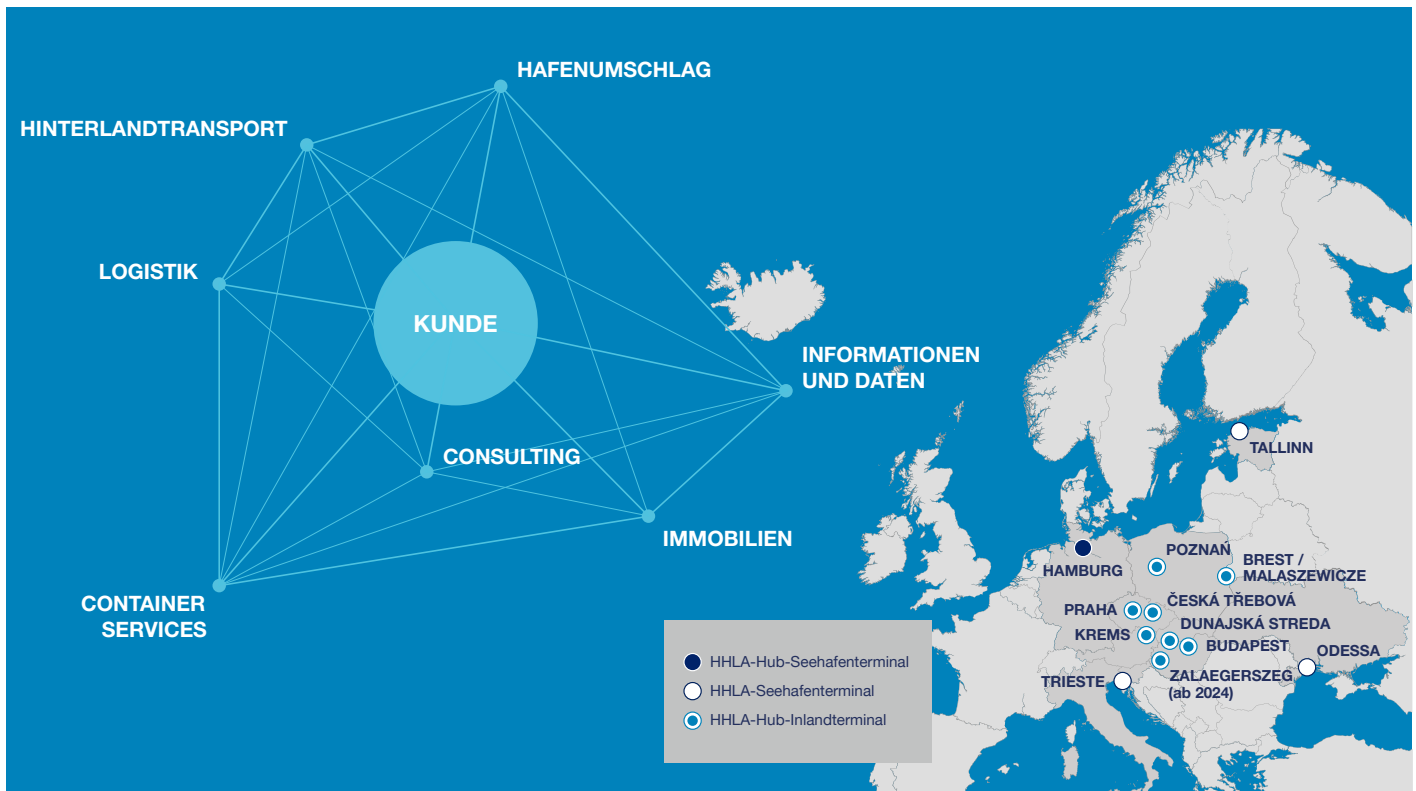 HAFENUMSCHLAG
HINTERLANDTRANSPORT
LOGISTIK
KUNDE
INFORMATIONEN
UND DATEN
CONSULTING
IMMOBILIEN
CONTAINER
SERVICES
TALLINN
HAMBURG
POZNAŃ
BREST /
MALASZEWICZE
PRAHA
ČESKÁ TŘEBOVÁ
KREMS
DUNAJSKÁ STREDA
BUDAPEST
ODESSA
TRIESTE
ZALAEGERSZEG
(ab 2024)
HHLA-Hub-Seehafenterminal
HHLA-Seehafenterminal
HHLA-Hub-Inlandterminal